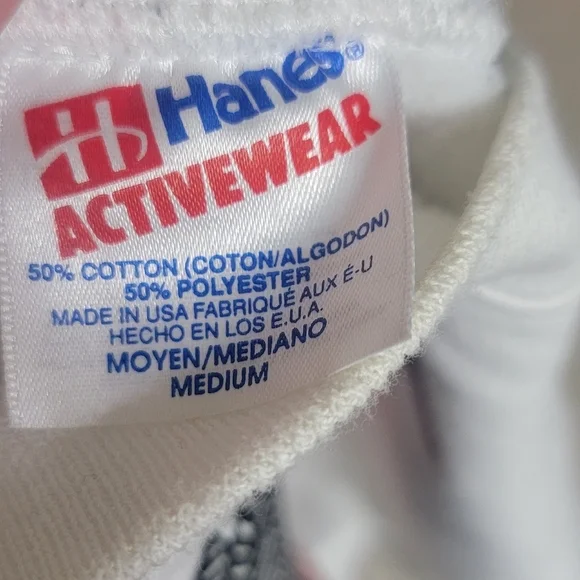 H Hanes®
ACTIVEWEAR
50% COTTON (COTON/ALGODON)
50% POLYESTER
MADE IN USA FABRIQUÉ AUX É-U
HECHO EN LOS E.U.A.
MOYEN/MEDIANO
MEDIUM